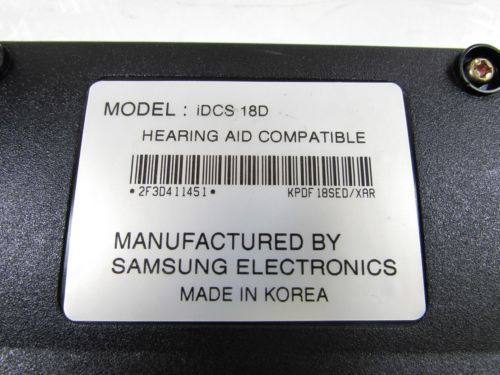 MODEL : iDCS 18D
HEARING AID COMPATIBLE
*2F3D411451* KPDF18SED/XAR
MANUFACTURED BY
SAMSUNG ELECTRONICS
MADE IN KOREA